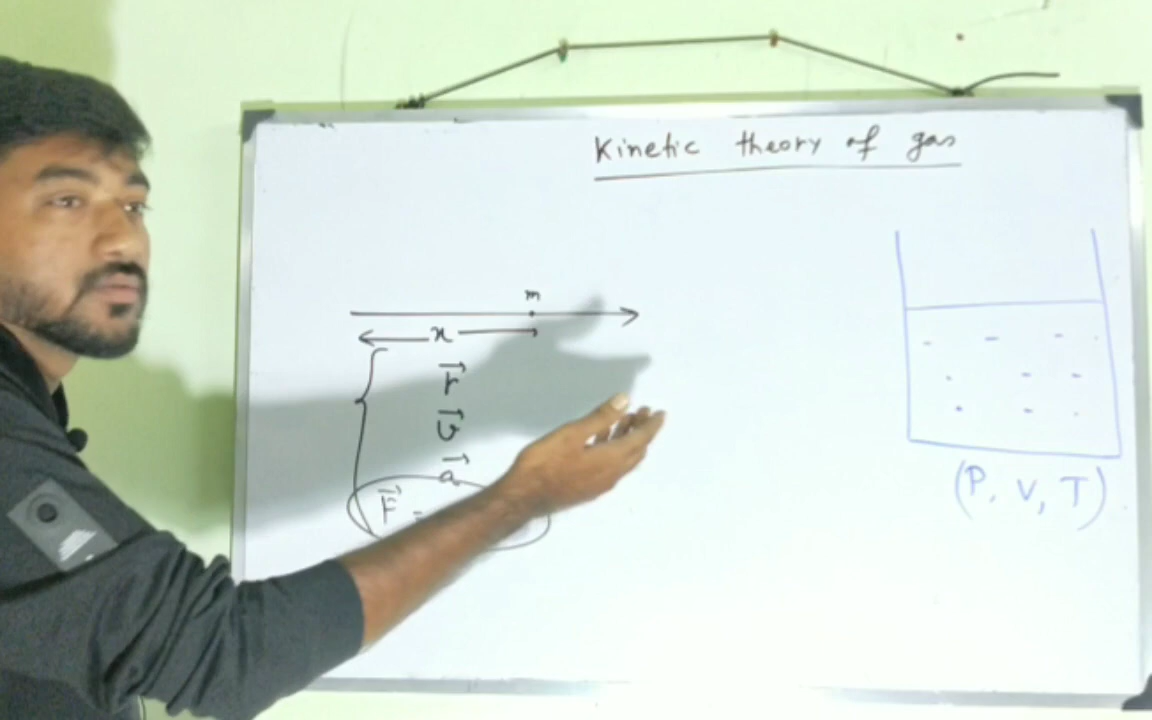 Kinetic theory of gas
m
x
r⃗
v⃗
a⃗
F⃗ =
(P, V, T)